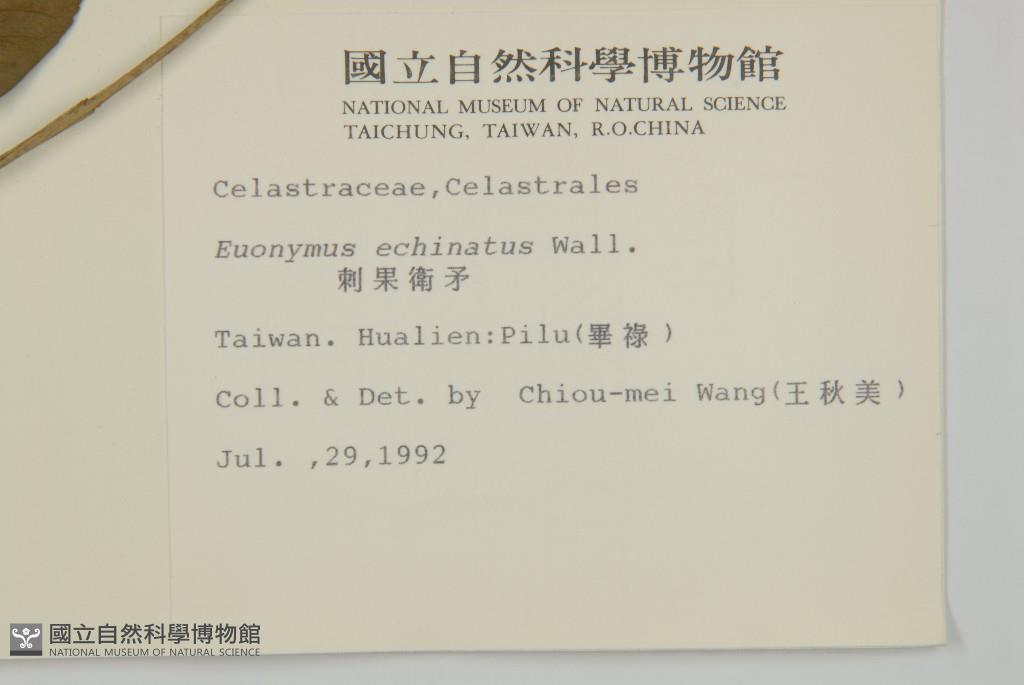 國立自然科學博物館
NATIONAL MUSEUM OF NATURAL SCIENCE
TAICHUNG, TAIWAN, R.O.CHINA
Celastraceae,Celastrales
Euonymus echinatus Wall.
刺果衛矛
Taiwan. Hualien:Pilu(畢祿)
Coll. & Det. by Chiou-mei Wang(王秋美)
Jul. ,29,1992
國立自然科學博物館
NATIONAL MUSEUM OF NATURAL SCIENCE